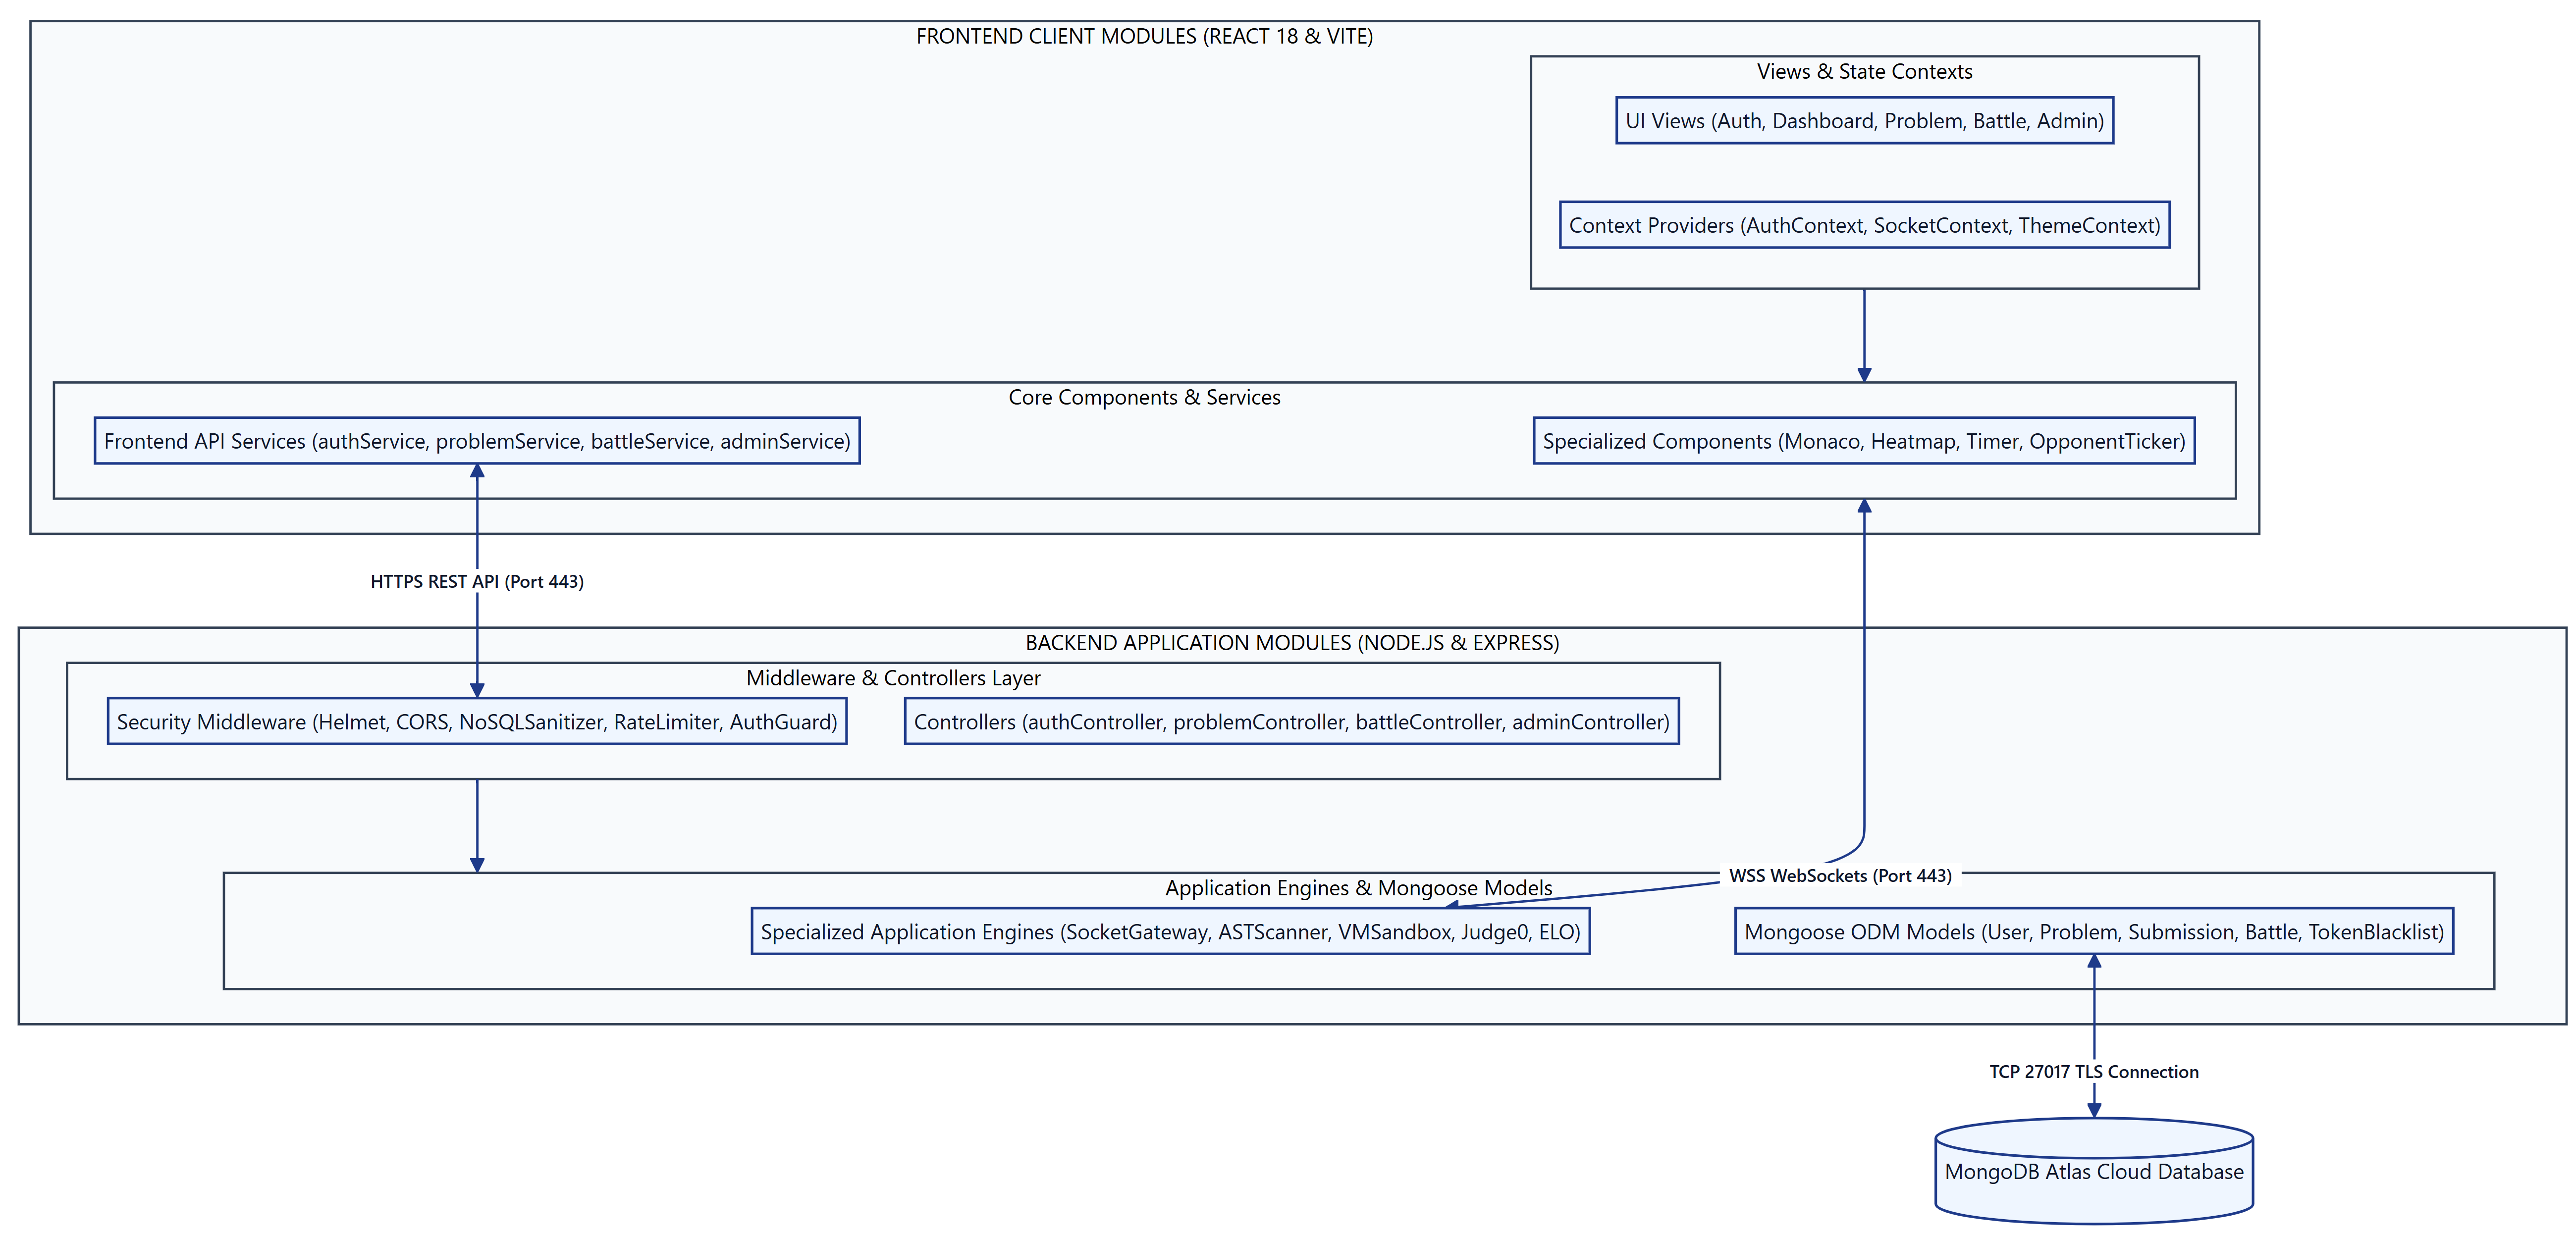 FRONTEND CLIENT MODULES (REACT 18 & VITE)
Views & State Contexts
UI Views (Auth, Dashboard, Problem, Battle, Admin)
Context Providers (AuthContext, SocketContext, ThemeContext)
Core Components & Services
Frontend API Services (authService, problemService, battleService, adminService)
Specialized Components (Monaco, Heatmap, Timer, OpponentTicker)
HTTPS REST API (Port 443)
BACKEND APPLICATION MODULES (NODE.JS & EXPRESS)
Middleware & Controllers Layer
Security Middleware (Helmet, CORS, NoSQLSanitizer, RateLimiter, AuthGuard)
Controllers (authController, problemController, battleController, adminController)
WSS WebSockets (Port 443)
Application Engines & Mongoose Models
Specialized Application Engines (SocketGateway, ASTScanner, VMSandbox, Judge0, ELO)
Mongoose ODM Models (User, Problem, Submission, Battle, TokenBlacklist)
TCP 27017 TLS Connection
MongoDB Atlas Cloud Database